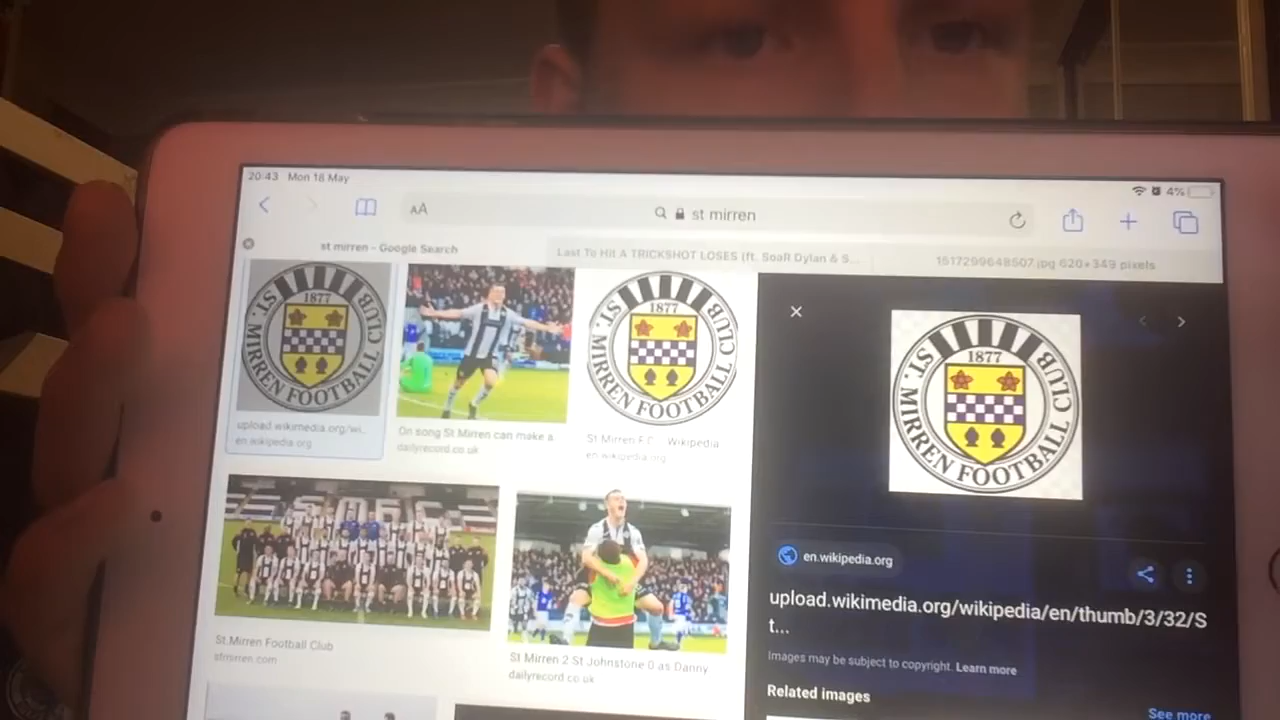 20:43 Mon 18 May
4%
AA
st mirren
st mirren - Google Search
Last To Hit A TRICKSHOT LOSES (ft. SoaR Dylan & S...
1617299648507.jpg 620×349 pixels
1877
ST. MIRREN FOOTBALL CLUB
upload.wikimedia.org/wi...
en.wikipedia.org
On song St Mirren can make a
dailyrecord.co.uk
1877
ST. MIRREN FOOTBALL CLUB
St Mirren F.C. Wikipedia
en.wikipedia.org
1877
ST. MIRREN FOOTBALL CLUB
SMFC
St.Mirren Football Club
stmirren.com
St Mirren 2 St Johnstone 0 as Danny
dailyrecord.co.uk
en.wikipedia.org
upload.wikimedia.org/wikipedia/en/thumb/3/32/S
t...
Images may be subject to copyright. Learn more
Related images
See more